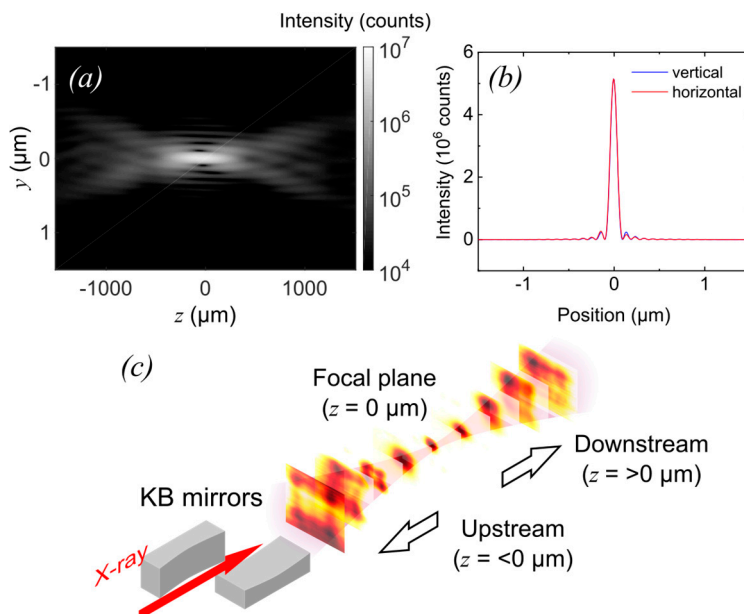 Intensity (counts)
(a)
10^7
10^6
10^5
10^4
-1
0
1
y (μm)
-1000
0
1000
z (μm)
(b)
vertical
horizontal
6
5
3
2
0
Intensity (10^6 counts)
-1
0
1
Position (μm)
(c)
Focal plane
(z = 0 μm)
Downstream
(z = >0 μm)
KB mirrors
Upstream
(z = <0 μm)
X-ray